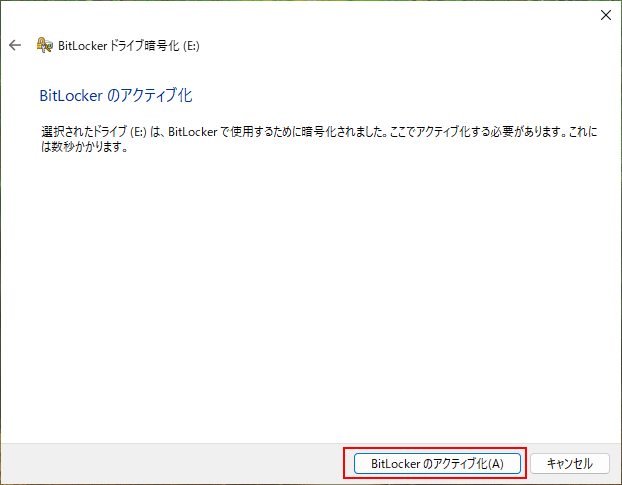 BitLocker ドライブ暗号化 (E:)
BitLocker のアクティブ化
選択されたドライブ (E:) は、BitLocker で使用するために暗号化されました。ここでアクティブ化する必要があります。これに
は数秒かかります。
BitLocker のアクティブ化(A)
キャンセル